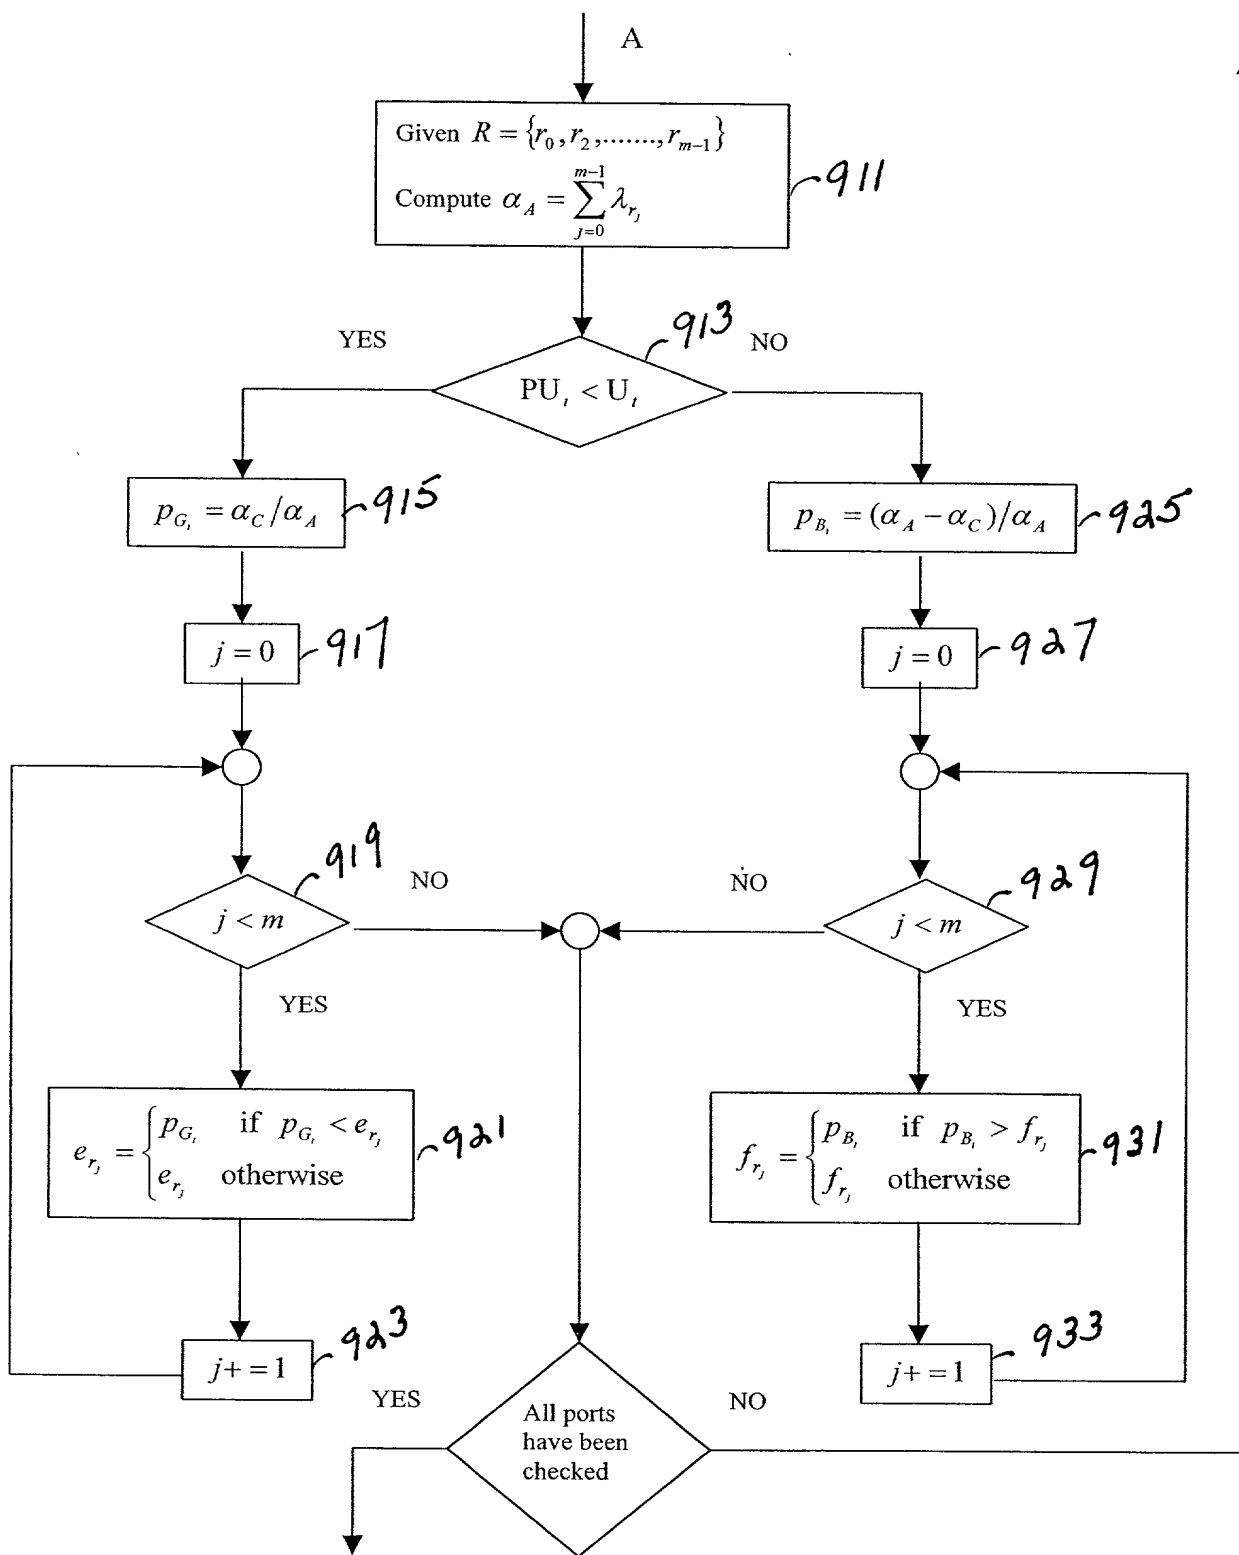 A
Given R = {r_0, r_2, ......., r_{m-1}}
911
Compute α_A = \sum_{j=0}^{m-1} λ_{r_j}
913
YES
NO
PU_t < U_t
915
p_{G_t} = α_C / α_A
925
p_{B_t} = (α_A − α_C) / α_A
917
j = 0
927
j = 0
919
929
NO
NO
j < m
j < m
YES
YES
e_{r_j} = { p_{G_t} if p_{G_t} < e_{r_j}
e_{r_j} otherwise
921
f_{r_j} = { p_{B_t} if p_{B_t} > f_{r_j}
f_{r_j} otherwise
931
923
j+ = 1
933
j+ = 1
YES
NO
All ports
have been
checked